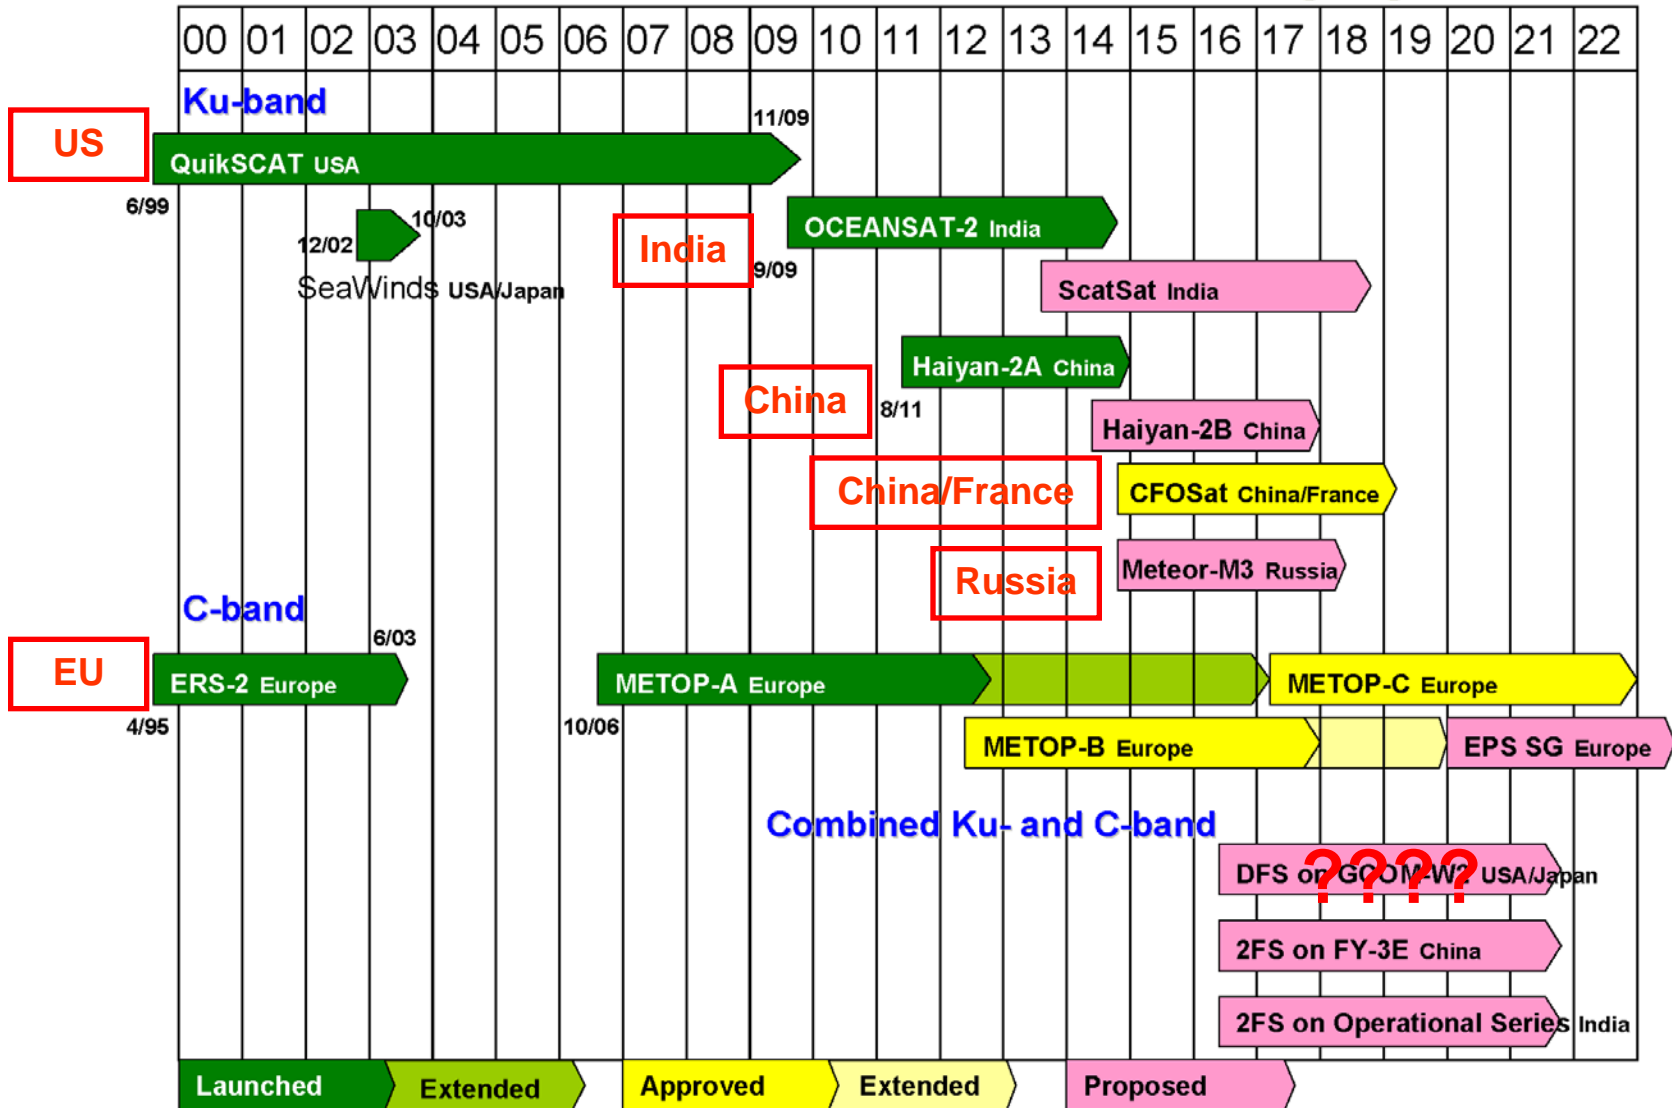 00 01 02 03 04 05 06 07 08 09 10 11 12 13 14 15 16 17 18 19 20 21 22
Ku-band
11/09
US
QuikSCAT USA
6/99
10/03
12/02
OCEANSAT-2 India
India
9/09
SeaWinds USA/Japan
ScatSat India
Haiyan-2A China
China
8/11
Haiyan-2B China
China/France
CFOSat China/France
Russia
Meteor-M3 Russia
C-band
6/03
EU
ERS-2 Europe
METOP-A Europe
METOP-C Europe
4/95
10/06
METOP-B Europe
EPS SG Europe
Combined Ku- and C-band
DFS on GCOM-W2 USA/Japan
????
2FS on FY-3E China
2FS on Operational Series India
Launched
Extended
Approved
Extended
Proposed